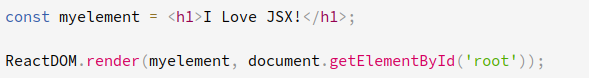 const myelement = <h1>I Love JSX!</h1>;
ReactDOM.render(myelement, document.getElementById('root'));